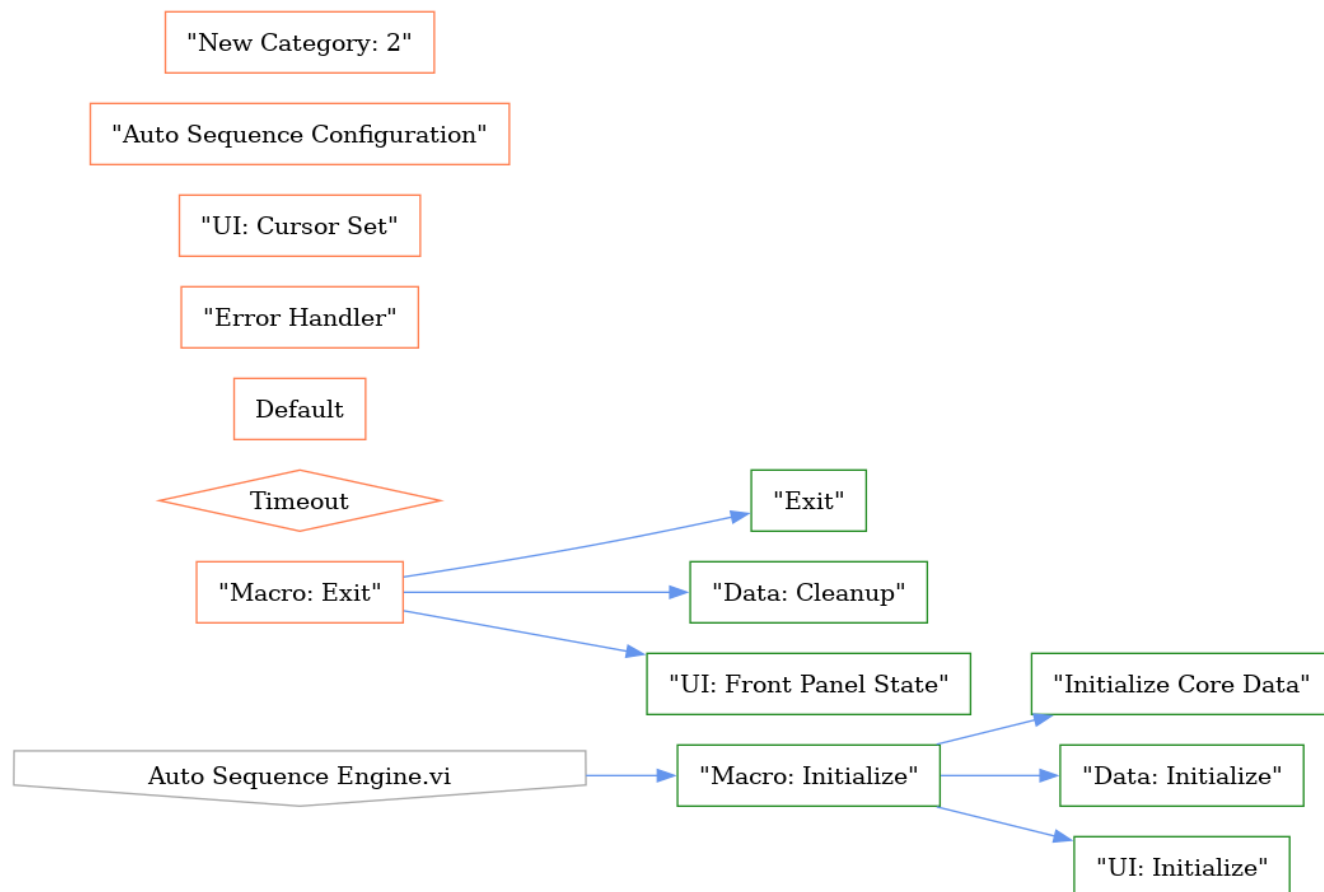 "New Category: 2"
"Auto Sequence Configuration"
"UI: Cursor Set"
"Error Handler"
Default
Timeout
"Exit"
"Macro: Exit"
"Data: Cleanup"
"UI: Front Panel State"
"Initialize Core Data"
Auto Sequence Engine.vi
"Macro: Initialize"
"Data: Initialize"
"UI: Initialize"